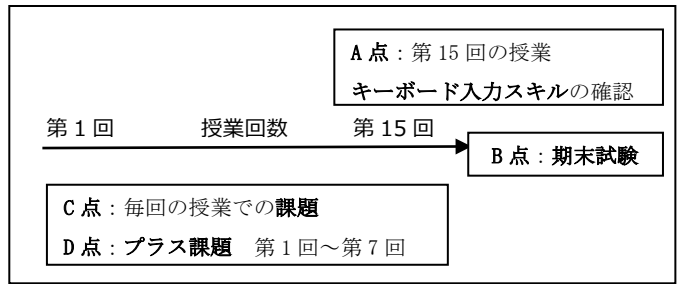 A 点：第 15 回の授業
キーボード入力スキルの確認
第 1 回　授業回数　第 15 回
B 点：期末試験
C 点：毎回の授業での課題
D 点：プラス課題　第 1 回～第 7 回